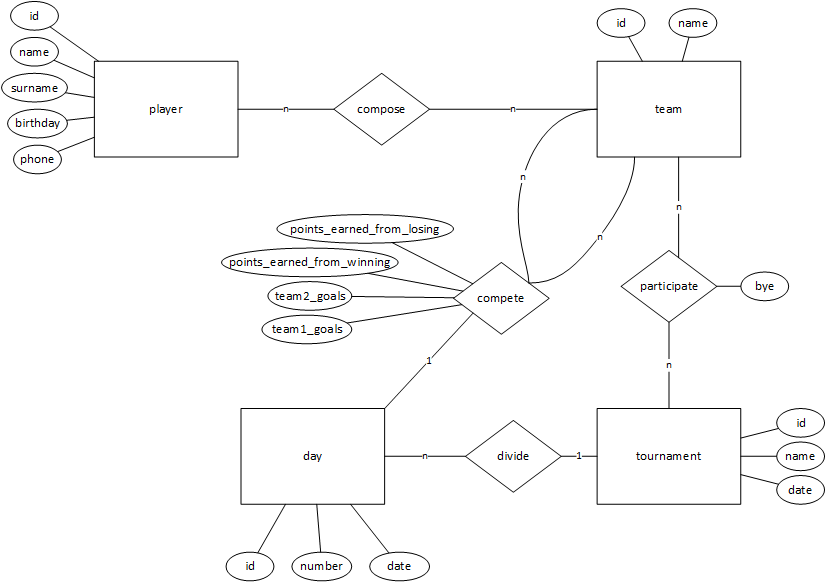 id
name
surname
birthday
phone
player
n
compose
n
id
name
team
n
n
n
points_earned_from_losing
points_earned_from_winning
team2_goals
team1_goals
compete
participate
bye
1
n
day
n
divide
1
tournament
id
name
date
id
number
date